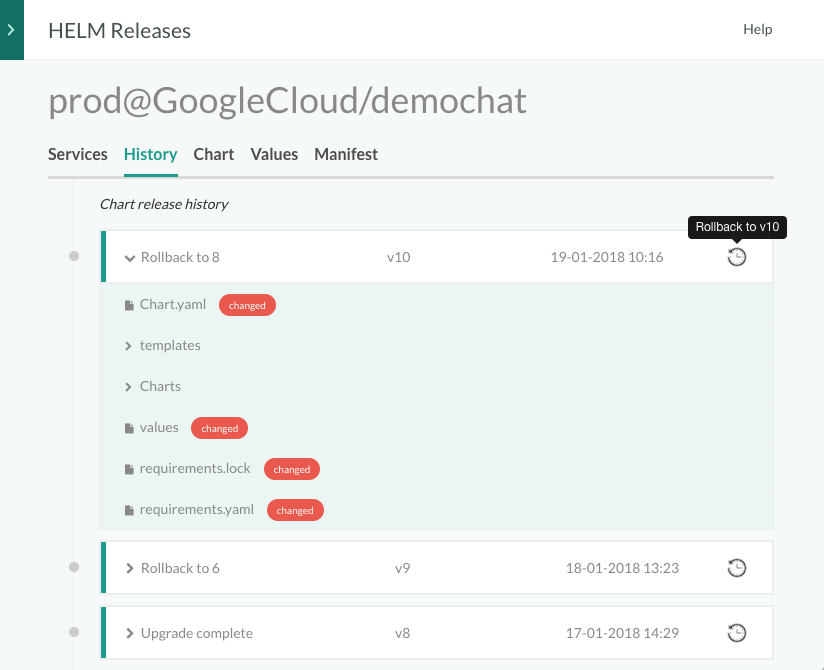 HELM Releases Help
prod@GoogleCloud/demochat
Services History Chart Values Manifest
Chart release history
Rollback to v10
Rollback to 8 v10 19-01-2018 10:16
Chart.yaml changed
templates
Charts
values changed
requirements.lock changed
requirements.yaml changed
Rollback to 6 v9 18-01-2018 13:23
Upgrade complete v8 17-01-2018 14:29